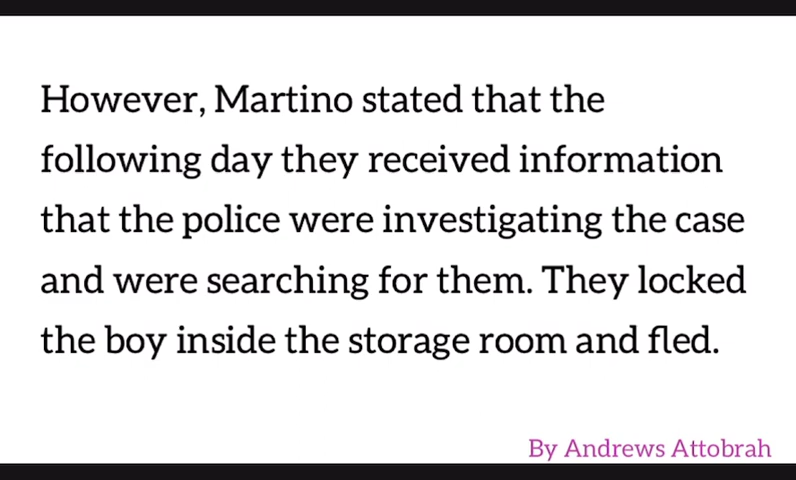 However, Martino stated that the
following day they received information
that the police were investigating the case
and were searching for them. They locked
the boy inside the storage room and fled.
By Andrews Attobrah